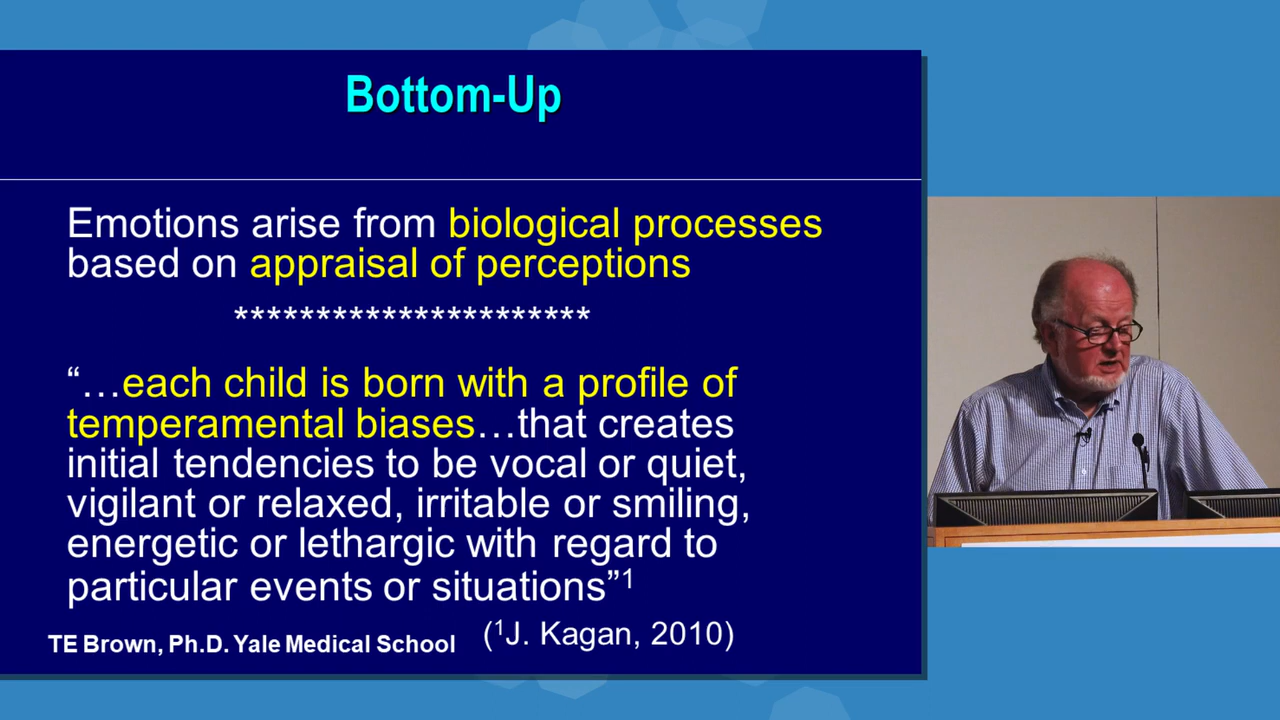 Bottom-Up
Emotions arise from biological processes
based on appraisal of perceptions
**********************
“…each child is born with a profile of
temperamental biases…that creates
initial tendencies to be vocal or quiet,
vigilant or relaxed, irritable or smiling,
energetic or lethargic with regard to
particular events or situations”1
(1J. Kagan, 2010)
TE Brown, Ph.D. Yale Medical School